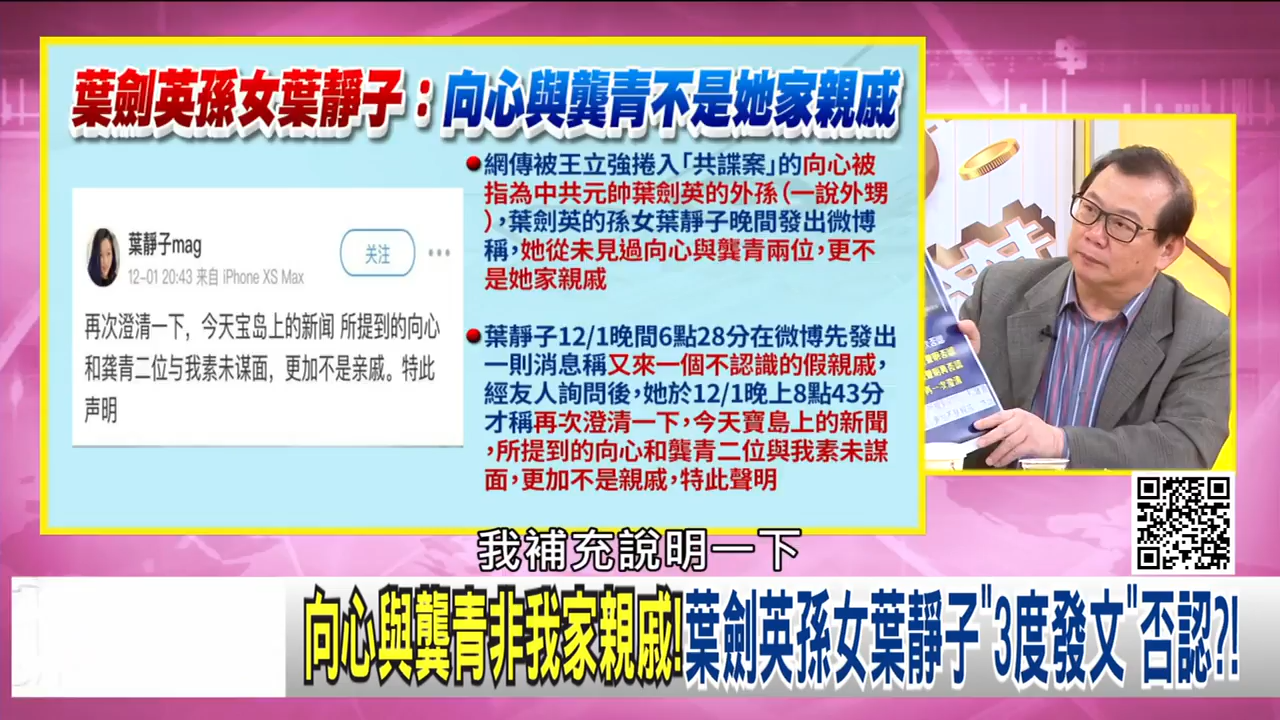 葉劍英孫女葉靜子：向心與龔青不是她家親戚
網傳被王立強捲入「共諜案」的向心被
指為中共元帥葉劍英的外孫（一說外甥
），葉劍英的孫女葉靜子晚間發出微博
稱，她從未見過向心與龔青兩位，更不
是她家親戚
葉靜子12/1晚間6點28分在微博先發出
一則消息稱又來一個不認識的假親戚，
經友人詢問後，她於12/1晚上8點43分
才稱再次澄清一下，今天寶島上的新聞
，所提到的向心和龔青二位與我素未謀
面，更加不是親戚，特此聲明
葉靜子mag
关注
12-01 20:43 来自 iPhone XS Max
再次澄清一下，今天宝岛上的新闻 所提到的向心
和龚青二位与我素未谋面，更加不是亲戚。特此
声明
我補充說明一下
向心與龔青非我家親戚!葉劍英孫女葉靜子"3度發文"否認?!